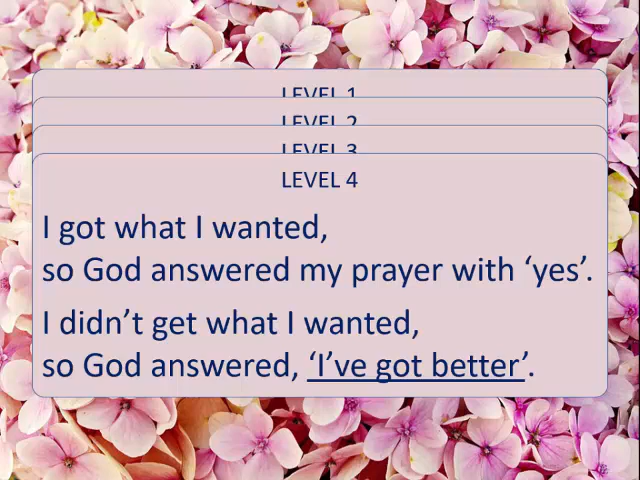 LEVEL 1
LEVEL 2
LEVEL 3
LEVEL 4
I got what I wanted,
so God answered my prayer with ‘yes’.
I didn’t get what I wanted,
so God answered, ‘I’ve got better’.